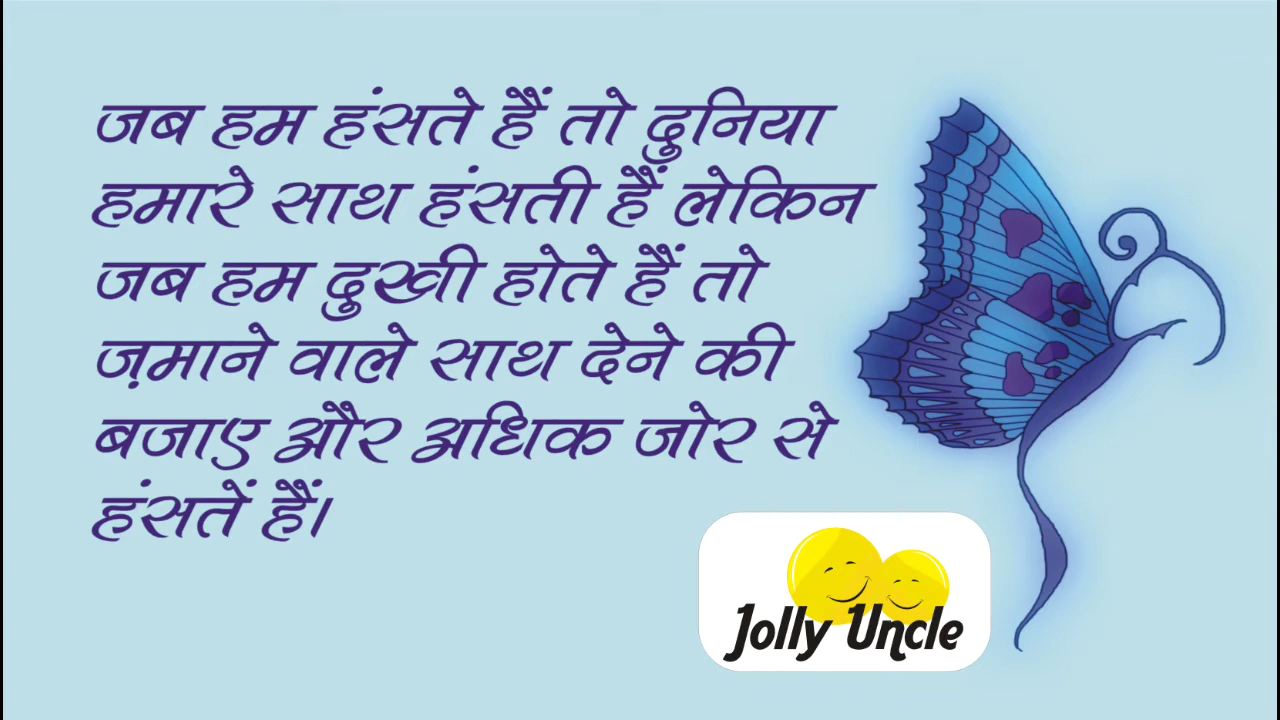 जब हम हंसते हैं तो दुनिया
हमारे साथ हंसती हैं लेकिन
जब हम दुखी होते हैं तो
ज़माने वाले साथ देने की
बजाए और अधिक जोर से
हंसतें हैं।
Jolly Uncle